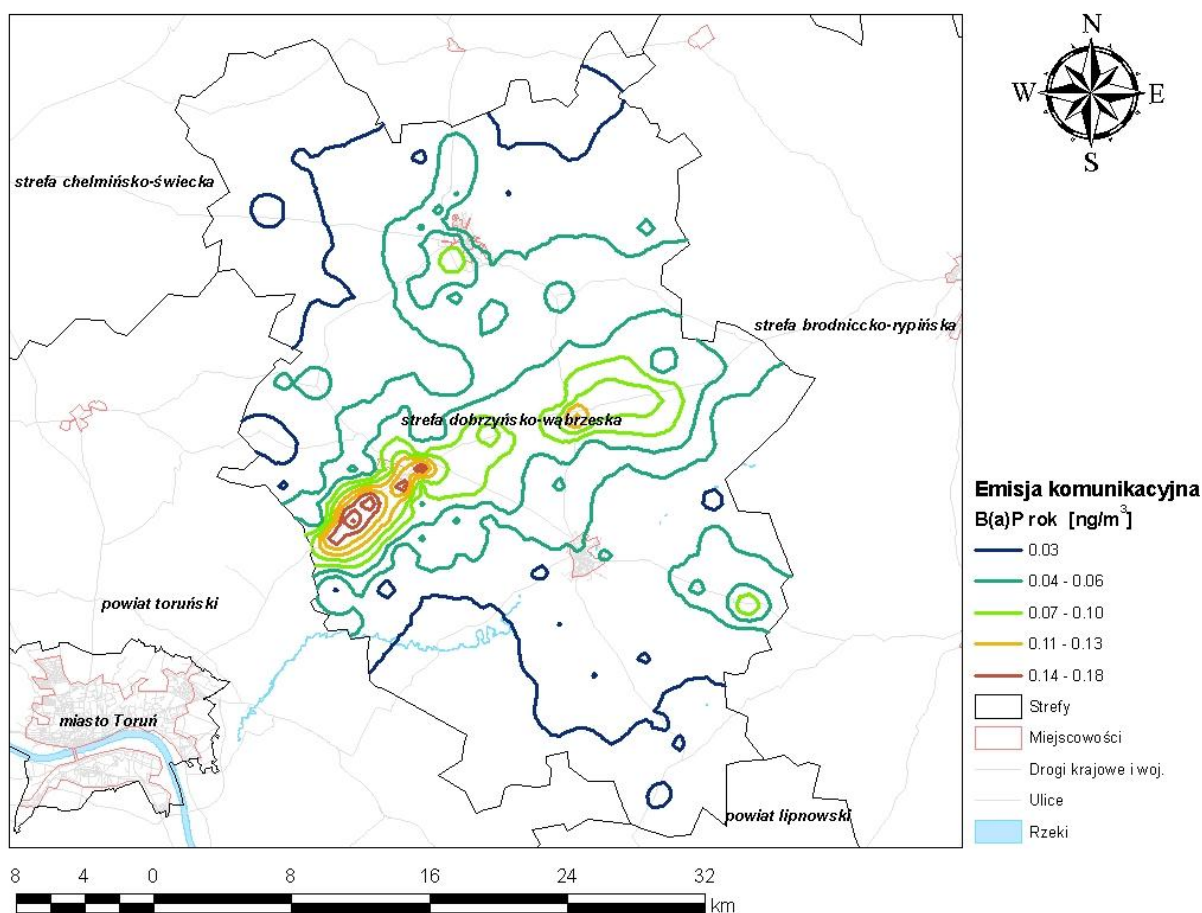 N
W E
S
strefa chełmińsko-świecka
strefa brodniccko-rypińska
strefa dobrzyńsko-wąbrzeska
powiat toruński
miasto Toruń
powiat lipnowski
Emisja komunikacyjna
B(a)P rok [ng/m³]
0.03
0.04 - 0.06
0.07 - 0.10
0.11 - 0.13
0.14 - 0.18
Strefy
Miejscowości
Drogi krajowe i woj.
Ulice
Rzeki
8 4 0 8 16 24 32
km